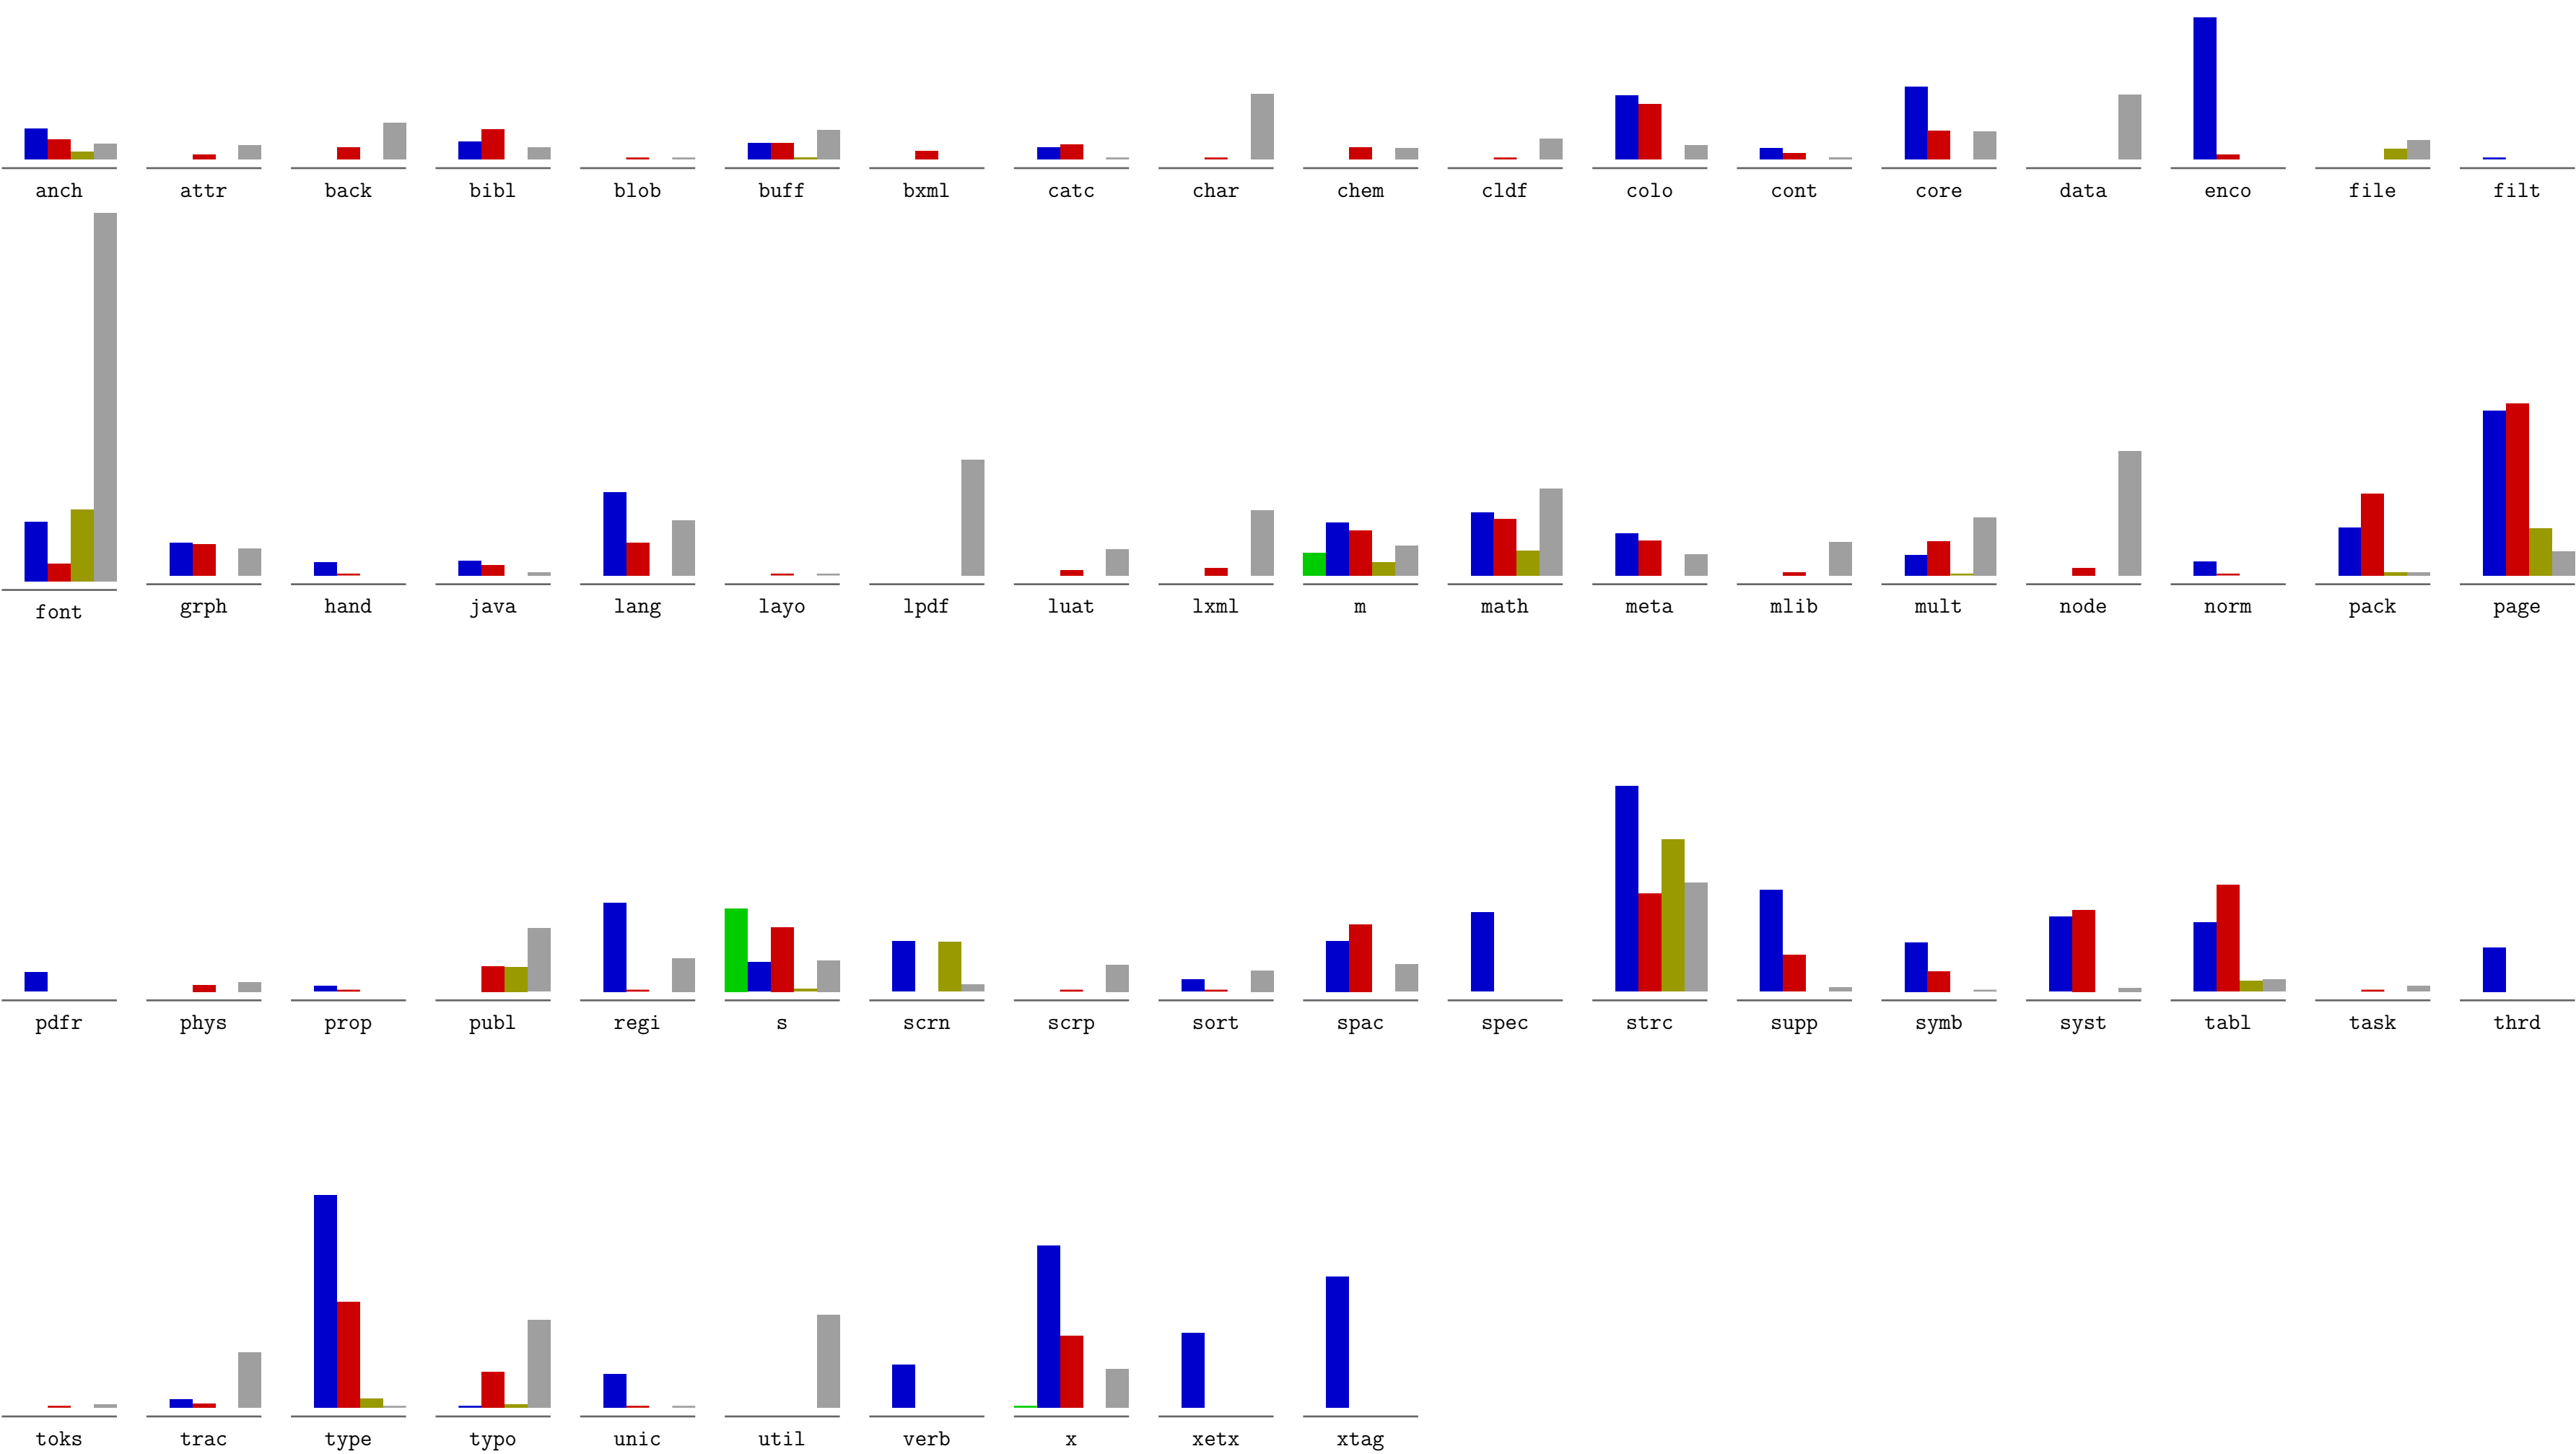 anch attr back bibl blob buff bxml catc char chem cldf colo cont core data enco file filt
font grph hand java lang layo lpdf luat lxml m math meta mlib mult node norm pack page
pdfr phys prop publ regi s scrn scrp sort spac spec strc supp symb syst tabl task thrd
toks trac type typo unic util verb x xetx xtag